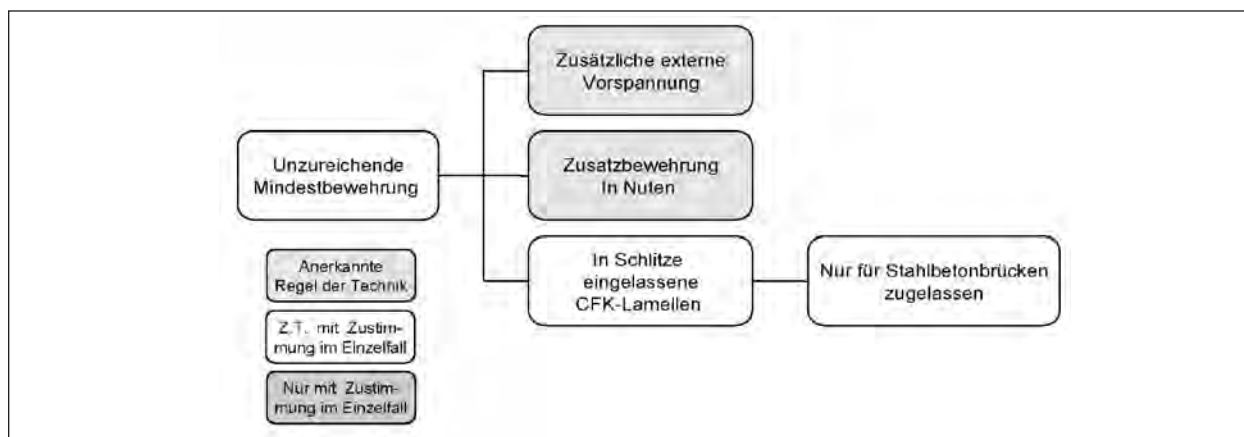 Zusätzliche externe
Vorspannung
Unzureichende
Mindestbewehrung
Zusatzbewehrung
In Nuten
In Schlitze
eingelassene
CFK-Lamellen
Nur für Stahlbetonbrücken
zugelassen
Anerkannte
Regel der Technik
Z.T. mit Zustim-
mung im Einzelfall
Nur mit Zustim-
mung im Einzelfall